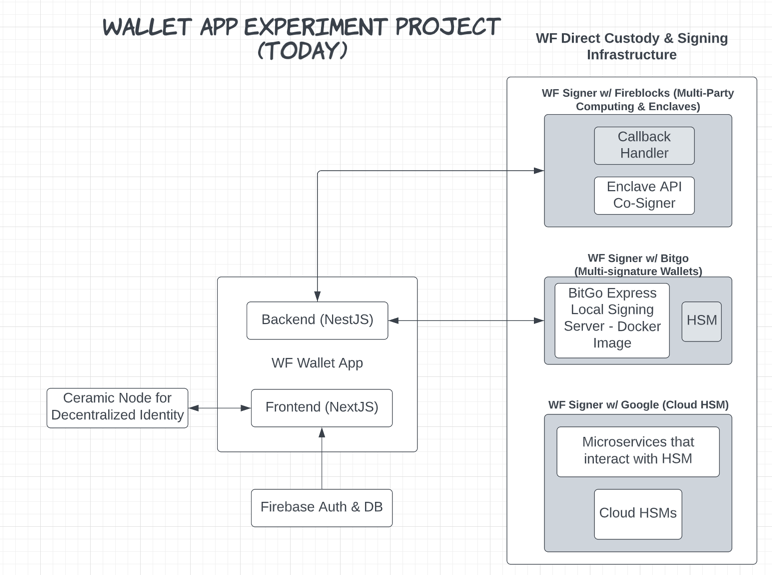 WALLET APP EXPERIMENT PROJECT
(TODAY)
WF Direct Custody & Signing
Infrastructure
WF Signer w/ Fireblocks (Multi-Party
Computing & Enclaves)
Callback
Handler
Enclave API
Co-Signer
WF Signer w/ Bitgo
(Multi-signature Wallets)
BitGo Express
Local Signing
Server - Docker
Image
HSM
Backend (NestJS)
WF Wallet App
Frontend (NextJS)
Ceramic Node for
Decentralized Identity
Firebase Auth & DB
WF Signer w/ Google (Cloud HSM)
Microservices that
interact with HSM
Cloud HSMs